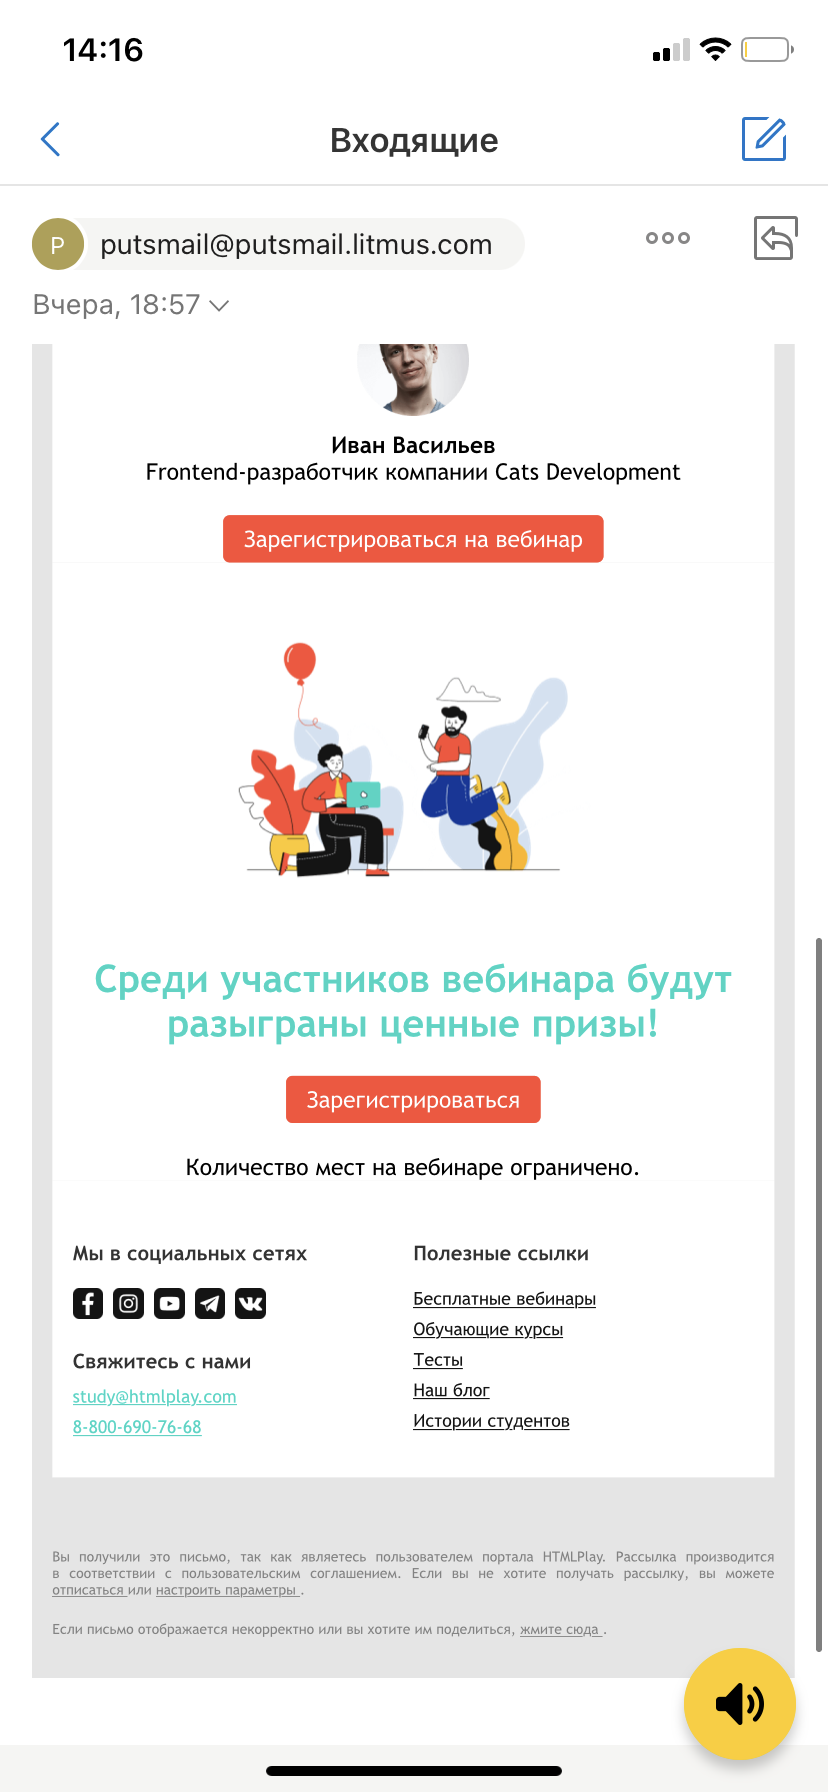 14:16
Входящие
P
putsmail@putsmail.litmus.com
Вчера, 18:57
Иван Васильев
Frontend-разработчик компании Cats Development
Зарегистрироваться на вебинар
Среди участников вебинара будут
разыграны ценные призы!
Зарегистрироваться
Количество мест на вебинаре ограничено.
Мы в социальных сетях
Свяжитесь с нами
study@htmlplay.com
8-800-690-76-68
Полезные ссылки
Бесплатные вебинары
Обучающие курсы
Тесты
Наш блог
Истории студентов
Вы получили это письмо, так как являетесь пользователем портала HTMLPlay. Рассылка производится
в соответствии с пользовательским соглашением. Если вы не хотите получать рассылку, вы можете
отписаться или настроить параметры .
Если письмо отображается некорректно или вы хотите им поделиться, жмите сюда .